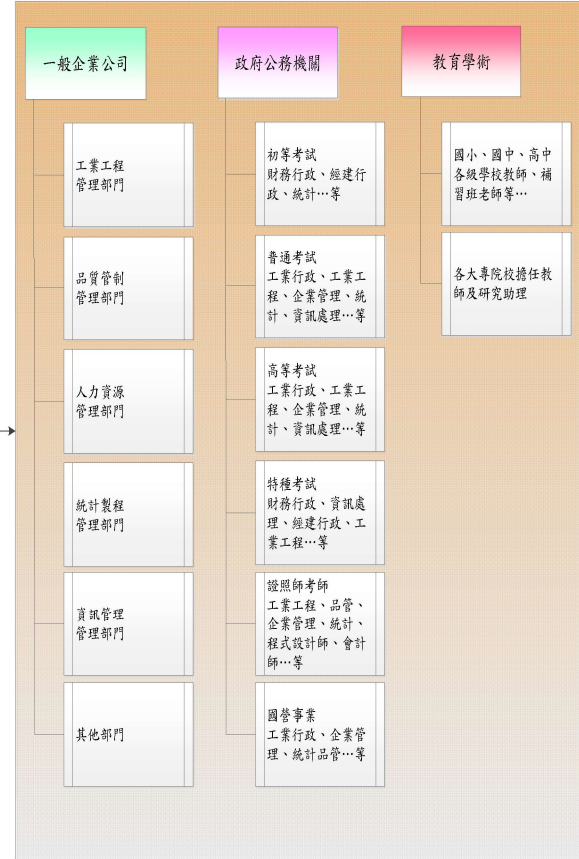 一般企業公司
工業工程
管理部門
品質管制
管理部門
人力資源
管理部門
統計製程
管理部門
資訊管理
管理部門
其他部門
政府公務機關
初等考試
財務行政、經建行
政、統計…等
普通考試
工業行政、工業工
程、企業管理、統
計、資訊處理…等
高等考試
工業行政、工業工
程、企業管理、統
計、資訊處理…等
特種考試
財務行政、資訊處
理、經建行政、工
業工程…等
證照師考師
工業工程、品管、
企業管理、統計、
程式設計師、會計
師…等
國營事業
工業行政、企業管
理、統計品管…等
教育學術
國小、國中、高中
各級學校教師、補
習班老師等…
各大專院校擔任教
師及研究助理